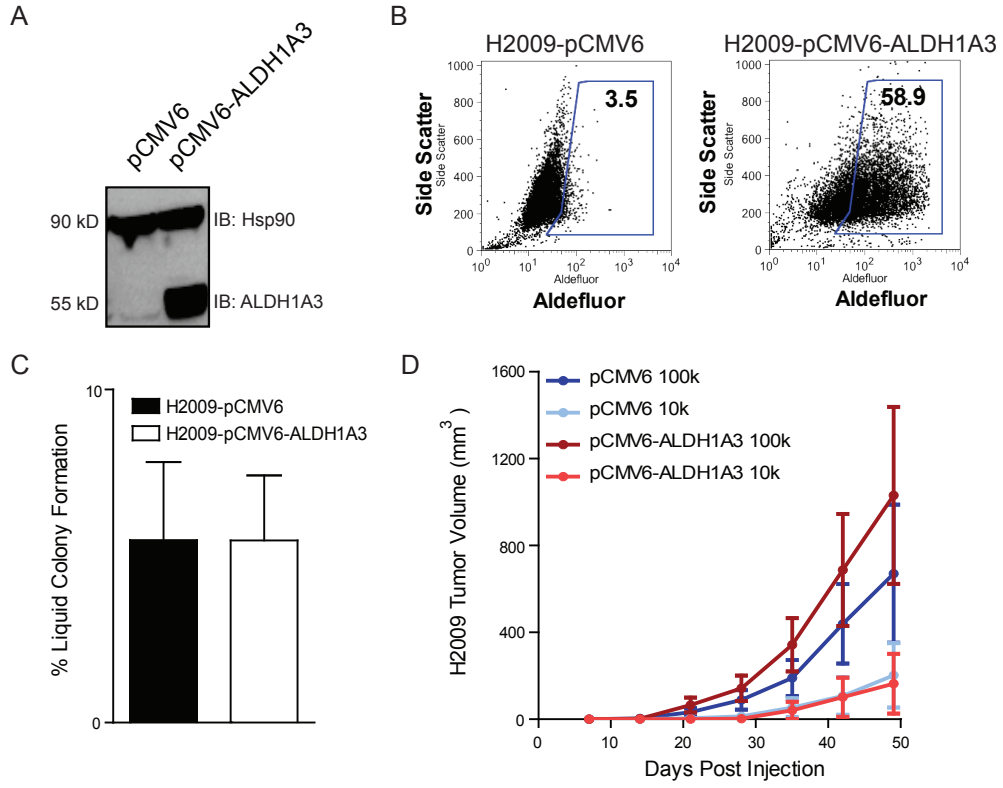 A
pCMV6
pCMV6-ALDH1A3
90 kD
IB: Hsp90
55 kD
IB: ALDH1A3
B
H2009-pCMV6
H2009-pCMV6-ALDH1A3
Side Scatter
Side Scatter
1000
800
600
400
200
0
3.5
10⁰
10¹
10²
10³
10⁴
Aldefluor
Aldefluor
Side Scatter
Side Scatter
1000
800
600
400
200
0
58.9
10⁰
10¹
10²
10³
10⁴
Aldefluor
Aldefluor
C
% Liquid Colony Formation
10
0
H2009-pCMV6
H2009-pCMV6-ALDH1A3
D
H2009 Tumor Volume (mm³)
1600
1200
800
400
0
pCMV6 100k
pCMV6 10k
pCMV6-ALDH1A3 100k
pCMV6-ALDH1A3 10k
0
10
20
30
40
50
Days Post Injection